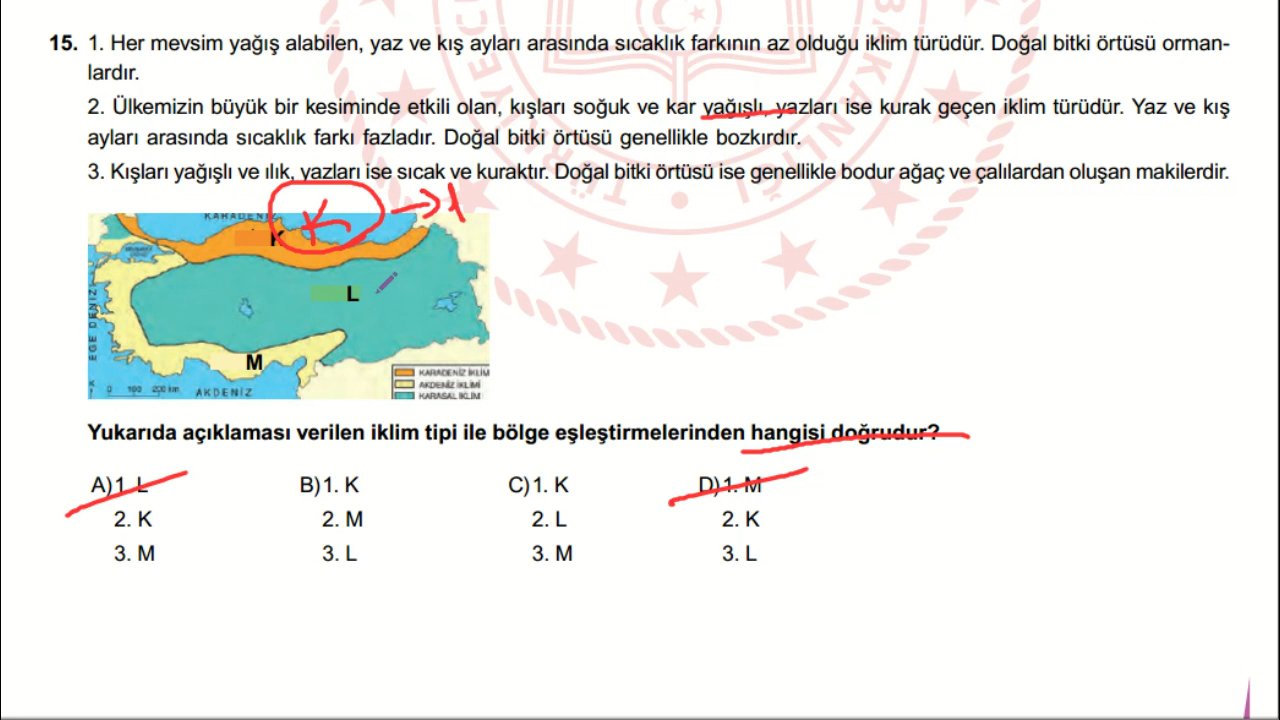 15. 1. Her mevsim yağış alabilen, yaz ve kış ayları arasında sıcaklık farkının az olduğu iklim türüdür. Doğal bitki örtüsü orman-
lardır.
2. Ülkemizin büyük bir kesiminde etkili olan, kışları soğuk ve kar yağışlı, yazları ise kurak geçen iklim türüdür. Yaz ve kış
ayları arasında sıcaklık farkı fazladır. Doğal bitki örtüsü genellikle bozkırdır.
3. Kışları yağışlı ve ılık, yazları ise sıcak ve kuraktır. Doğal bitki örtüsü ise genellikle bodur ağaç ve çalılardan oluşan makilerdir.
KARADENİZ
K
K → 1
L
EGE DENİZİ
M
0 100 200 km
AKDENİZ
KARADENİZ İKLİM
AKDENİZ İKLİMİ
KARASAL İKLİM
Yukarıda açıklaması verilen iklim tipi ile bölge eşleştirmelerinden hangisi doğrudur?
A) 1. L B) 1. K C) 1. K D) 1. M
2. K 2. M 2. L 2. K
3. M 3. L 3. M 3. L